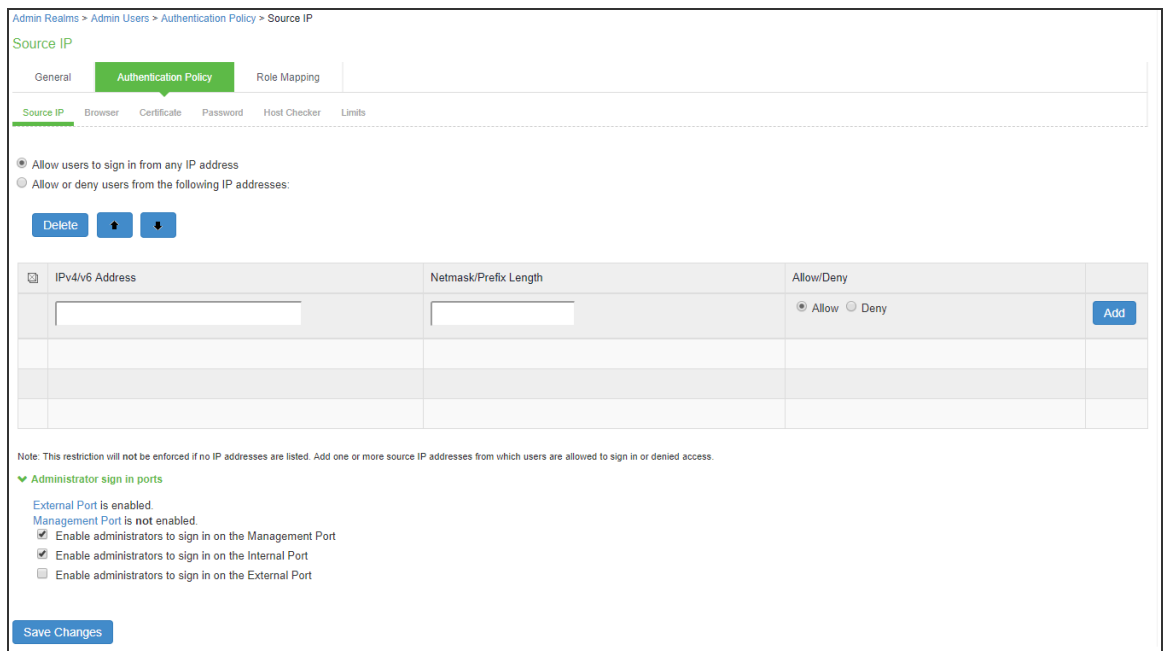 Admin Realms > Admin Users > Authentication Policy > Source IP
Source IP
General Authentication Policy Role Mapping
Source IP Browser Certificate Password Host Checker Limits
Allow users to sign in from any IP address
Allow or deny users from the following IP addresses:
Delete
IPv4/v6 Address Netmask/Prefix Length Allow/Deny
Allow Deny Add
Note: This restriction will not be enforced if no IP addresses are listed. Add one or more source IP addresses from which users are allowed to sign in or denied access.
Administrator sign in ports
External Port is enabled.
Management Port is not enabled.
Enable administrators to sign in on the Management Port
Enable administrators to sign in on the Internal Port
Enable administrators to sign in on the External Port
Save Changes